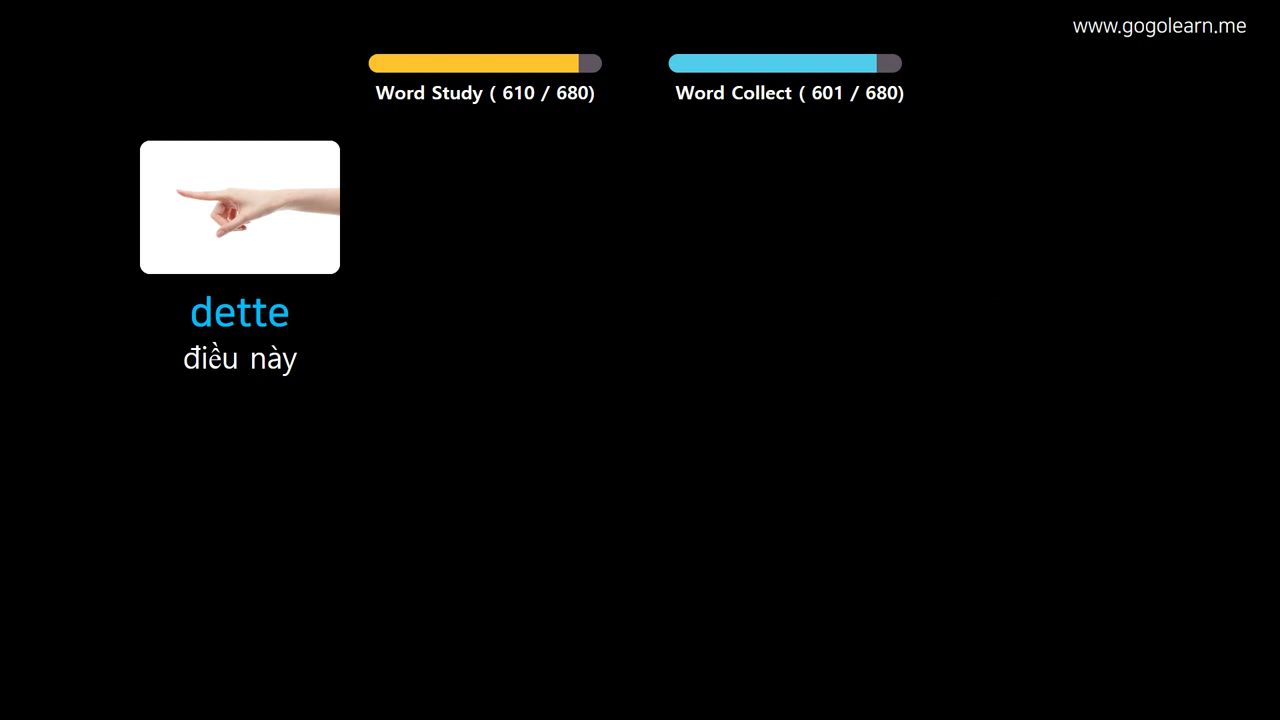 www.gogolearn.me
Word Study ( 610 / 680)
Word Collect ( 601 / 680)
dette
điều này